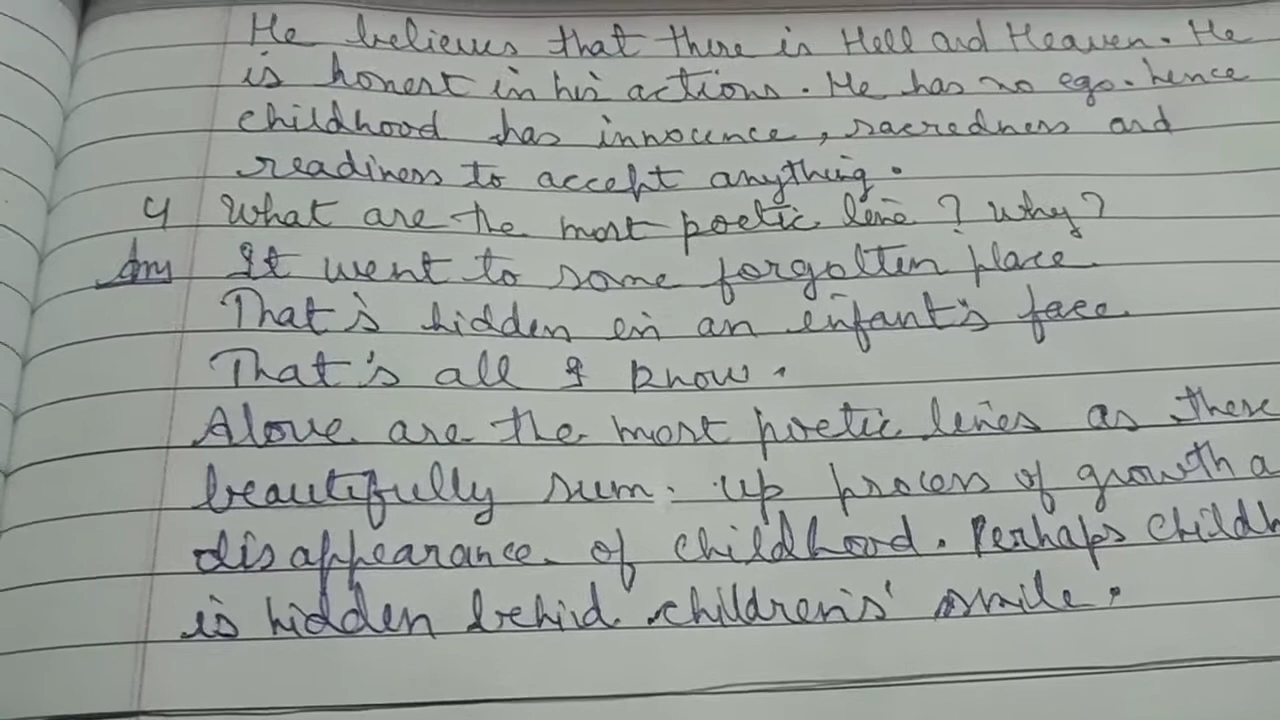 He believes that there is Hell and Heaven. He
is honest in his actions. He has no ego. hence
childhood has innocence, sacredness and
readiness to accept anything.
4 What are the most poetic line ? Why?
Ans It went to some forgotten place
That's hidden in an infant's face.
That's all I know.
Above are the most poetic lines as these
beautifully sum up process of growth a
disappearance of childhood. Perhaps childh
is hidden behid children's' smile.